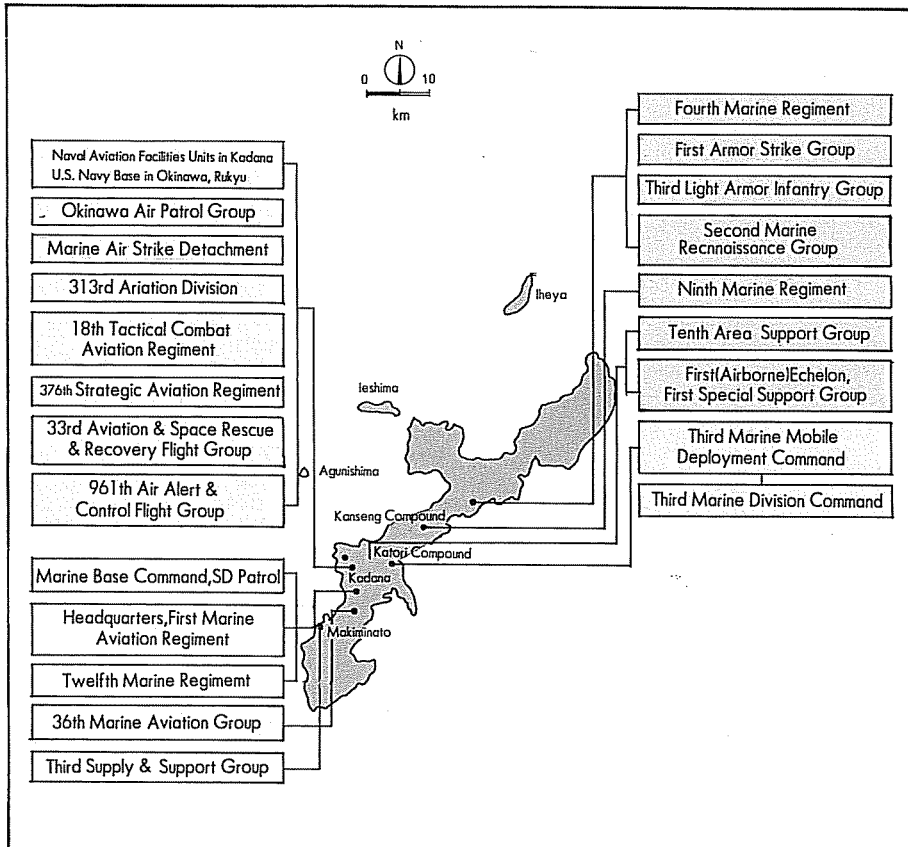 N
0 10
km
Naval Aviation Facilities Units in Kadana
U.S. Navy Base in Okinawa, Rukyu
Okinawa Air Patrol Group
Marine Air Strike Detachment
313rd Ariation Division
18th Tactical Combat
Aviation Regiment
376th Strategic Aviation Regiment
33rd Aviation & Space Rescue
& Recovery Flight Group
961th Air Alert &
Control Flight Group
Marine Base Command,SD Patrol
Headquarters,First Marine
Aviation Regiment
Twelfth Marine Regimemt
36th Marine Aviation Group
Third Supply & Support Group
Iheya
Ieshima
Agunishima
Kanseng Compound
Katori Compound
Kadana
Makiminato
Fourth Marine Regiment
First Armor Strike Group
Third Light Armor Infantry Group
Second Marine
Recnnaissance Group
Ninth Marine Regiment
Tenth Area Support Group
First(Airborne)Echelon,
First Special Support Group
Third Marine Mobile
Deployment Command
Third Marine Division Command